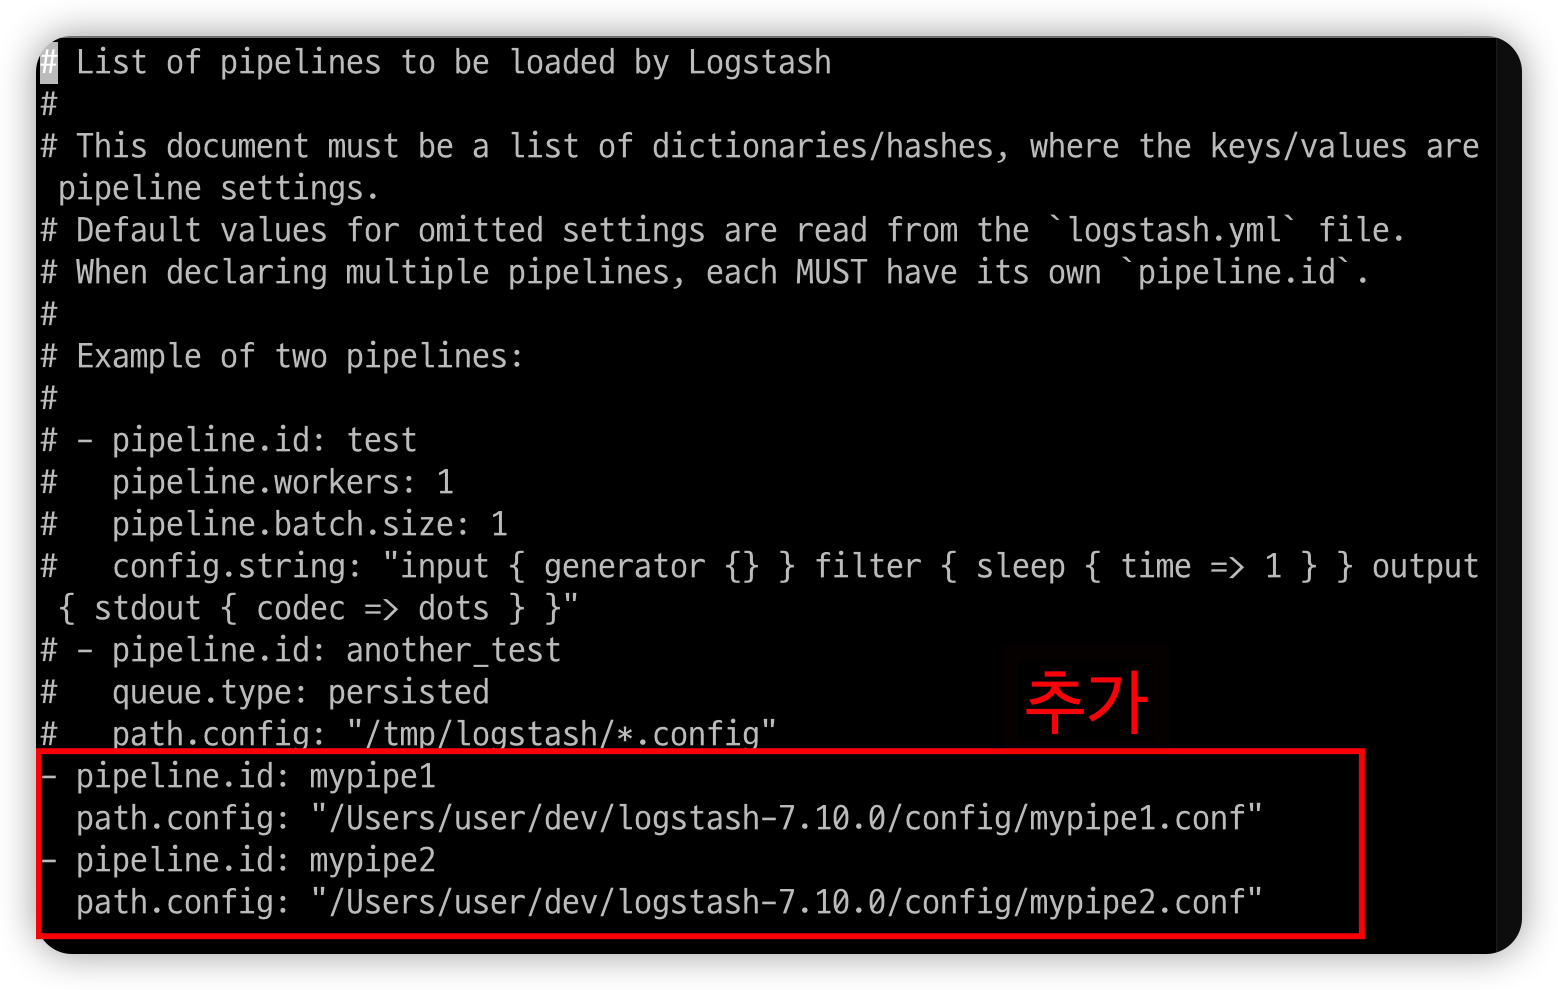 # List of pipelines to be loaded by Logstash
#
# This document must be a list of dictionaries/hashes, where the keys/values are
pipeline settings.
# Default values for omitted settings are read from the `logstash.yml` file.
# When declaring multiple pipelines, each MUST have its own `pipeline.id`.
#
# Example of two pipelines:
#
# - pipeline.id: test
#   pipeline.workers: 1
#   pipeline.batch.size: 1
#   config.string: "input { generator {} } filter { sleep { time => 1 } } output
{ stdout { codec => dots } }"
# - pipeline.id: another_test
#   queue.type: persisted
추가
#   path.config: "/tmp/logstash/*.config"
- pipeline.id: mypipe1
  path.config: "/Users/user/dev/logstash-7.10.0/config/mypipe1.conf"
- pipeline.id: mypipe2
  path.config: "/Users/user/dev/logstash-7.10.0/config/mypipe2.conf"